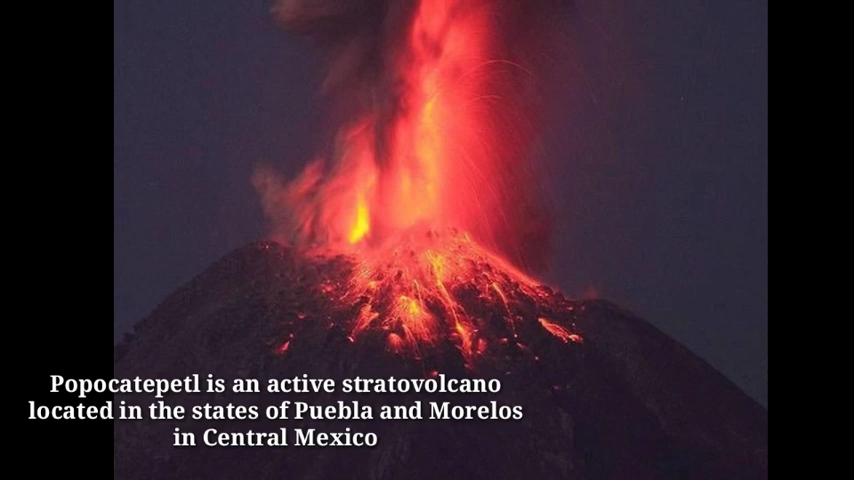 Popocatepetl is an active stratovolcano
located in the states of Puebla and Morelos
in Central Mexico